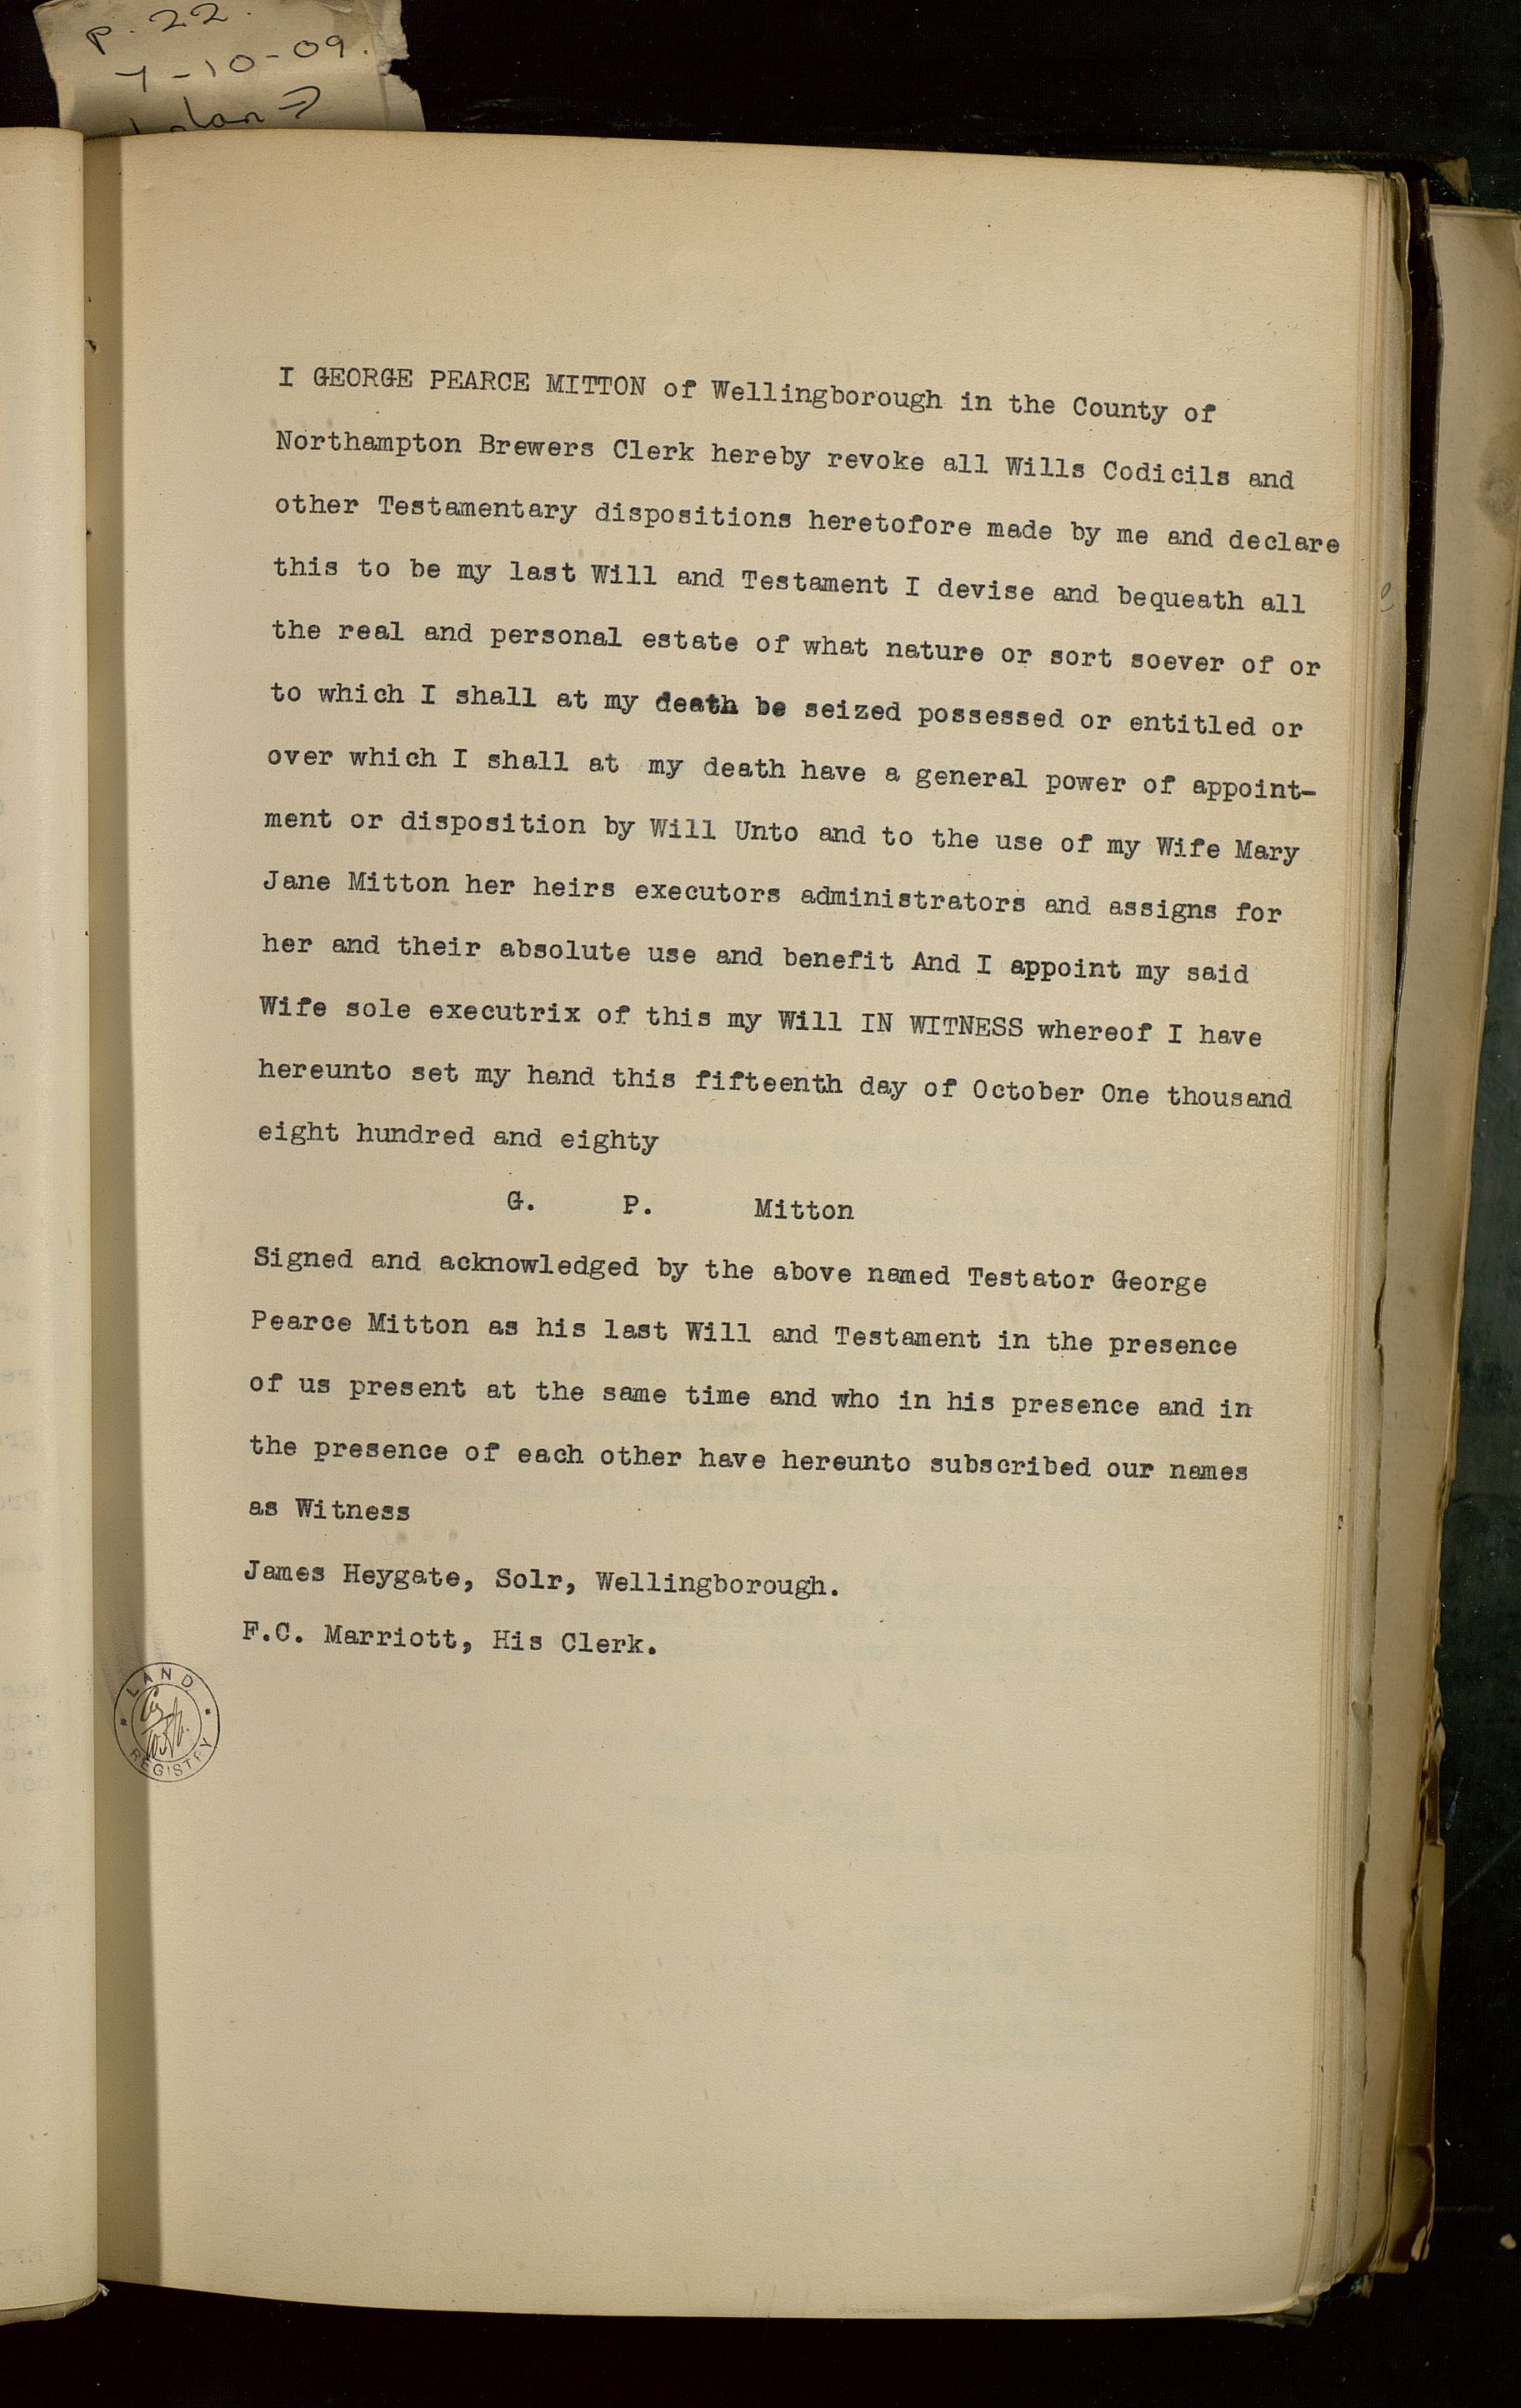 p. 22.
7-10-09.
I GEORGE PEARCE MITTON of Wellingborough in the County of
Northampton Brewers Clerk hereby revoke all Wills Codicils and
other Testamentary dispositions heretofore made by me and declare
this to be my last Will and Testament I devise and bequeath all
the real and personal estate of what nature or sort soever of or
to which I shall at my death be seized possessed or entitled or
over which I shall at my death have a general power of appoint-
ment or disposition by Will Unto and to the use of my Wife Mary
Jane Mitton her heirs executors administrators and assigns for
her and their absolute use and benefit And I appoint my said
Wife sole executrix of this my Will IN WITNESS whereof I have
hereunto set my hand this fifteenth day of October One thousand
eight hundred and eighty
G. P. Mitton
Signed and acknowledged by the above named Testator George
Pearce Mitton as his last Will and Testament in the presence
of us present at the same time and who in his presence and in
the presence of each other have hereunto subscribed our names
as Witness
James Heygate, Solr, Wellingborough.
F.C. Marriott, His Clerk.
LAND
REGISTRY